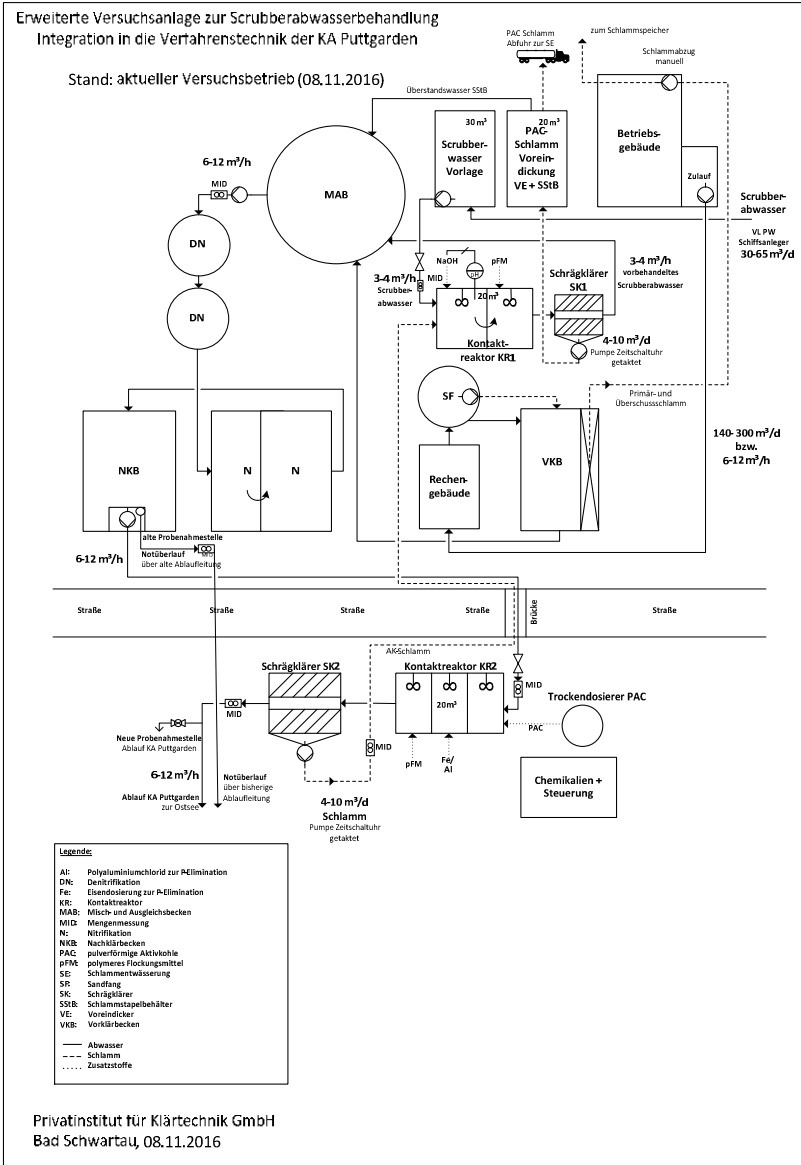 Erweiterte Versuchsanlage zur Scrubberabwasserbehandlung
Integration in die Verfahrenstechnik der KA Puttgarden
Stand: aktueller Versuchsbetrieb (08.11.2016)
PAC Schlamm
Abfuhr zur SE
zum Schlammspeicher
Schlammabzug
manuell
Überstandswasser SStB
30 m³
Scrubber-
wasser
Vorlage
20 m³
PAC-
Schlamm
Vorein-
dickung
VE + SStB
Betriebs-
gebäude
Zulauf
6-12 m³/h
MID
MAB
DN
DN
Scrubber-
abwasser
VL PW
Schiffsanleger
30-65 m³/d
NaOH
pH
pFM
3-4 m³/h
Scrubber-
abwasser
MID
20 m³
Kontakt-
reaktor KR1
Schrägklärer
SK1
3-4 m³/h
vorbehandeltes
Scrubberabwasser
4-10 m³/d
Pumpe Zeitschaltuhr
getaktet
SF
Primär- und
Überschussschlamm
140-300 m³/d
bzw.
6-12 m³/h
NKB
N
N
Rechen-
gebäude
VKB
alte Probenahmestelle
6-12 m³/h
Notüberlauf
über alte Ablaufleitung
MID
Straße
Straße
Straße
Straße
Brücke
Straße
AK-Schlamm
Schrägklärer SK2
Kontaktreaktor KR2
MID
Trockendosierer PAC
20 m³
PAC
MID
MID
Neue Probenahmestelle
Ablauf KA Puttgarden
pFM
Fe/
Al
6-12 m³/h
Notüberlauf
über bisherige
Ablaufleitung
Ablauf KA Puttgarden
zur Ostsee
4-10 m³/d
Schlamm
Pumpe Zeitschaltuhr
getaktet
Chemikalien +
Steuerung
Legende:
Al: Polyaluminiumchlorid zur P-Elimination
DN: Denitrifikation
Fe: Eisendosierung zur P-Elimination
KR: Kontaktreaktor
MAB: Misch- und Ausgleichsbecken
MID: Mengenmessung
N: Nitrifikation
NKB: Nachklärbecken
PAC: pulverförmige Aktivkohle
pFM: polymeres Flockungsmittel
SE: Schlammentwässerung
SF: Sandfang
SK: Schrägklärer
SStB: Schlammstapelbehälter
VE: Voreindicker
VKB: Vorklärbecken
Abwasser
Schlamm
Zusatzstoffe
Privatinstitut für Klärtechnik GmbH
Bad Schwartau, 08.11.2016